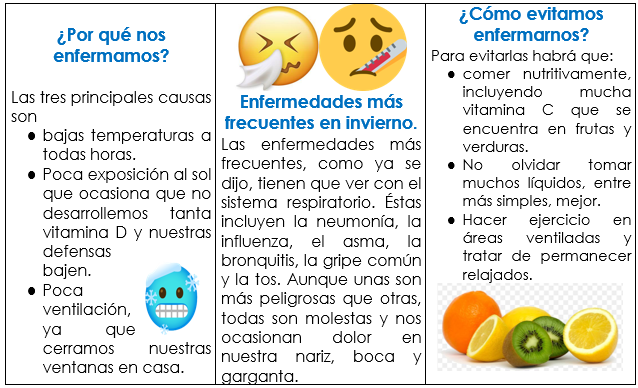 ¿Por qué nos
enfermamos?
Las tres principales causas
son
● bajas temperaturas a
todas horas.
● Poca exposición al sol
que ocasiona que no
desarrollemos tanta
vitamina D y nuestras
defensas
bajen.
● Poca
ventilación,
ya que
cerramos nuestras
ventanas en casa.
Enfermedades más
frecuentes en invierno.
Las enfermedades más
frecuentes, como ya se
dijo, tienen que ver con el
sistema respiratorio. Éstas
incluyen la neumonía, la
influenza, el asma, la
bronquitis, la gripe común
y la tos. Aunque unas son
más peligrosas que otras,
todas son molestas y nos
ocasionan dolor en
nuestra nariz, boca y
garganta.
¿Cómo evitamos
enfermarnos?
Para evitarlas habrá que:
● comer nutritivamente,
incluyendo mucha
vitamina C que se
encuentra en frutas y
verduras.
● No olvidar tomar
muchos líquidos, entre
más simples, mejor.
● Hacer ejercicio en
áreas ventiladas y
tratar de permanecer
relajados.